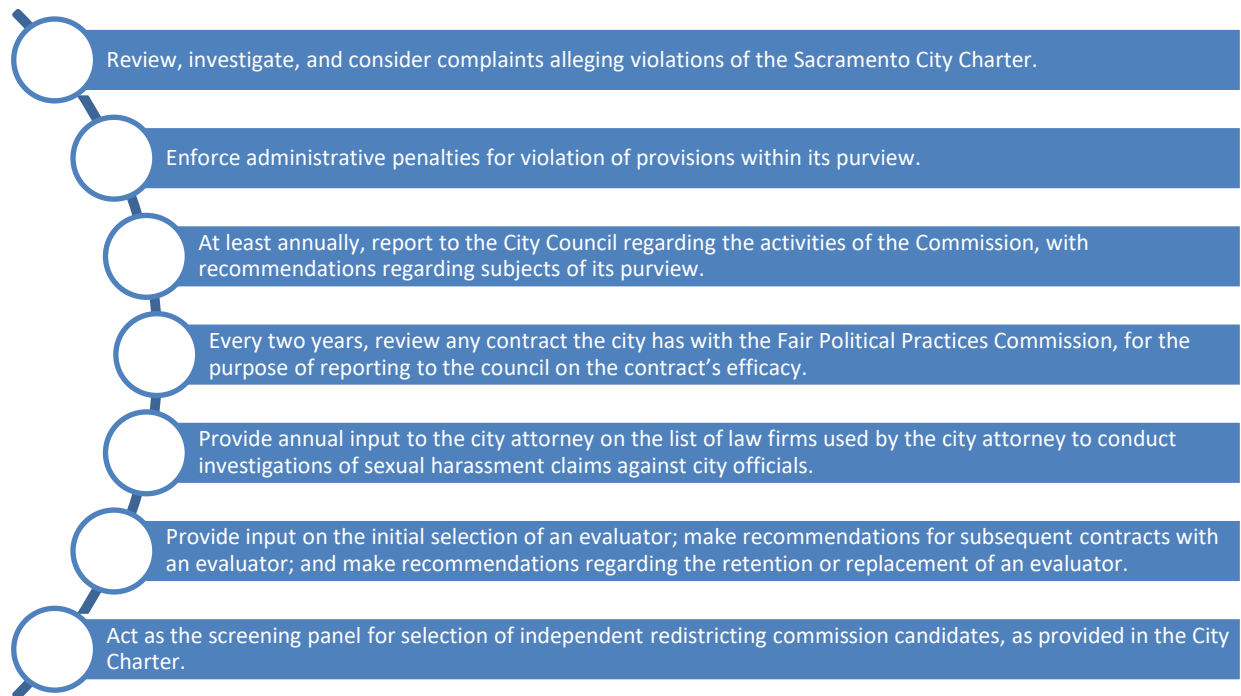 Review, investigate, and consider complaints alleging violations of the Sacramento City Charter.
Enforce administrative penalties for violation of provisions within its purview.
At least annually, report to the City Council regarding the activities of the Commission, with
recommendations regarding subjects of its purview.
Every two years, review any contract the city has with the Fair Political Practices Commission, for the
purpose of reporting to the council on the contract’s efficacy.
Provide annual input to the city attorney on the list of law firms used by the city attorney to conduct
investigations of sexual harassment claims against city officials.
Provide input on the initial selection of an evaluator; make recommendations for subsequent contracts with
an evaluator; and make recommendations regarding the retention or replacement of an evaluator.
Act as the screening panel for selection of independent redistricting commission candidates, as provided in the City
Charter.